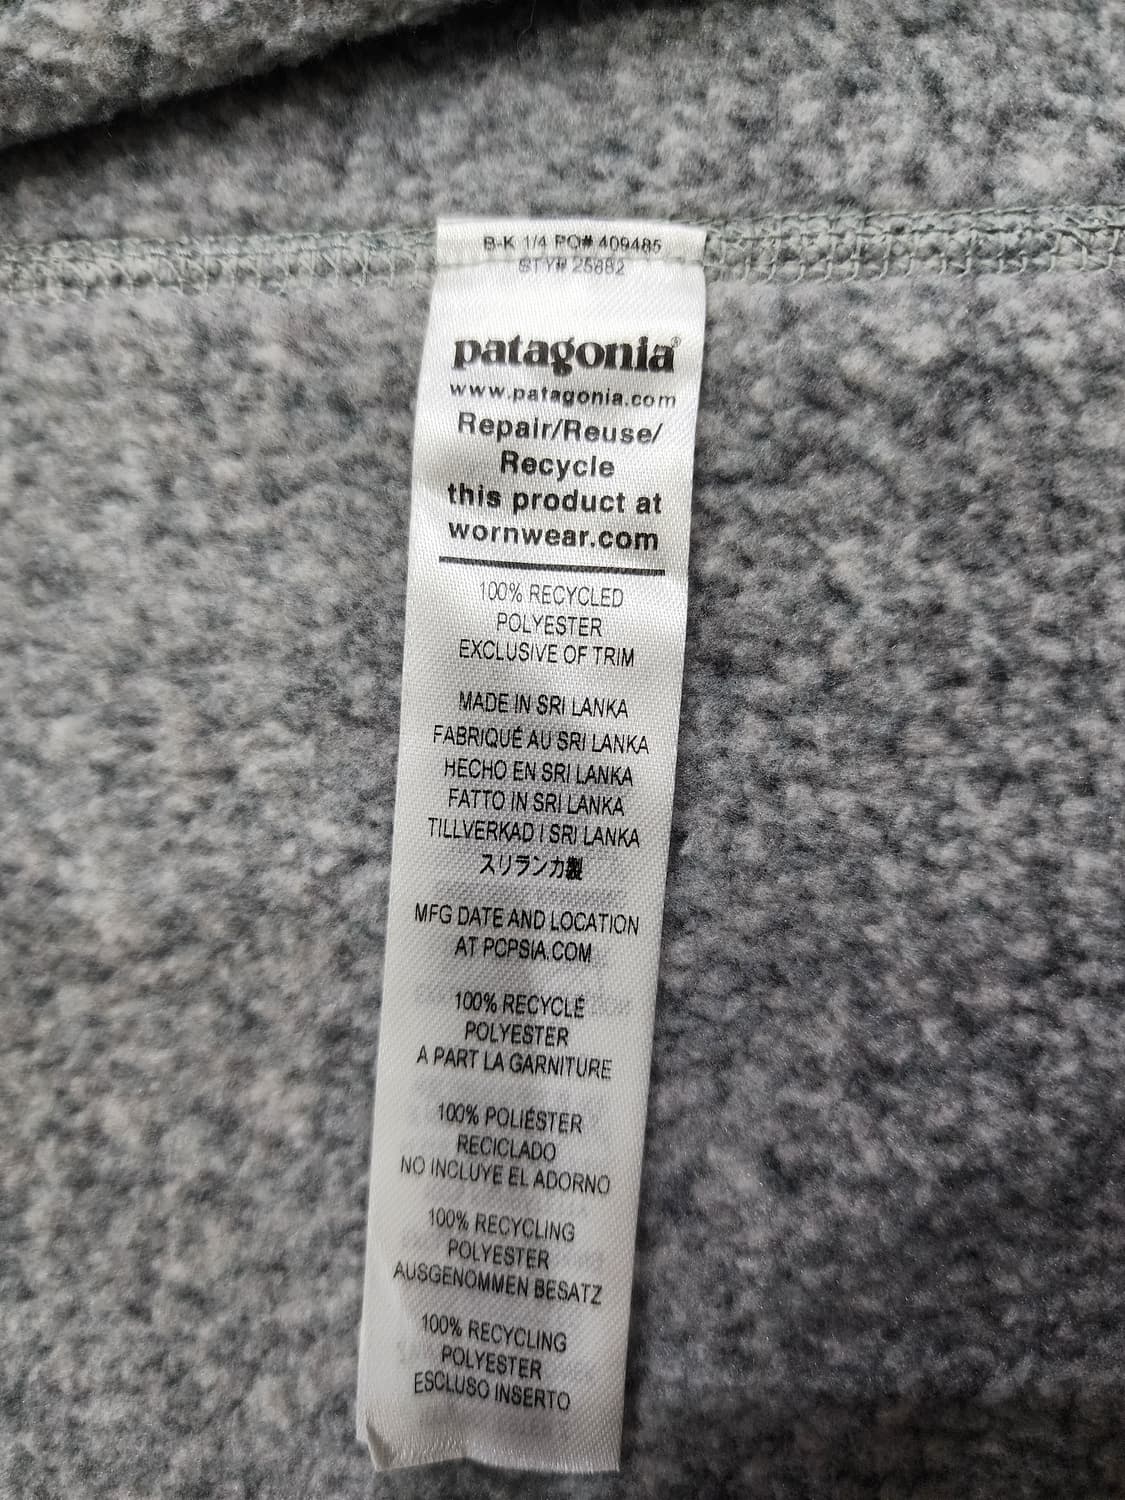 B-K 1/4 PO# 409485
STY# 25882
patagonia®
www.patagonia.com
Repair/Reuse/
Recycle
this product at
wornwear.com
100% RECYCLED
POLYESTER
EXCLUSIVE OF TRIM
MADE IN SRI LANKA
FABRIQUÉ AU SRI LANKA
HECHO EN SRI LANKA
FATTO IN SRI LANKA
TILLVERKAD I SRI LANKA
スリランカ製
MFG DATE AND LOCATION
AT PCPSIA.COM
100% RECYCLÉ
POLYESTER
A PART LA GARNITURE
100% POLIÉSTER
RECICLADO
NO INCLUYE EL ADORNO
100% RECYCLING
POLYESTER
AUSGENOMMEN BESATZ
100% RECYCLING
POLYESTER
ESCLUSO INSERTO